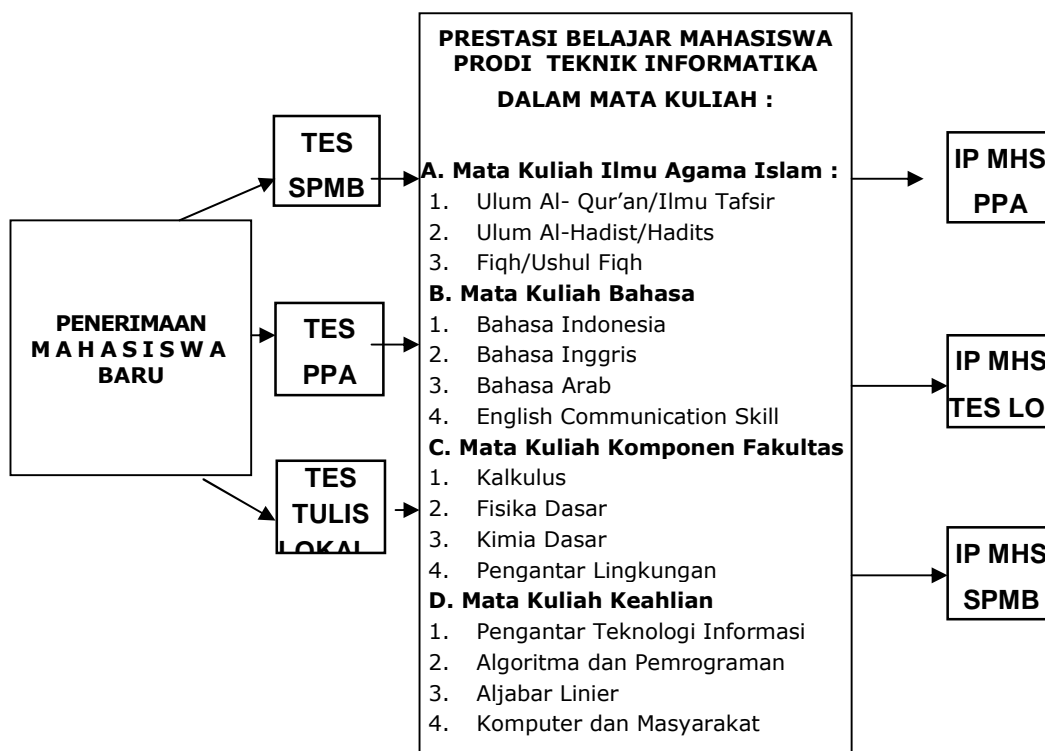 PENERIMAAN
M A H A S I S W A
BARU
TES
SPMB
TES
PPA
TES
TULIS
LOKAL
PRESTASI BELAJAR MAHASISWA
PRODI TEKNIK INFORMATIKA
DALAM MATA KULIAH :
A. Mata Kuliah Ilmu Agama Islam :
1. Ulum Al- Qur’an/Ilmu Tafsir
2. Ulum Al-Hadist/Hadits
3. Fiqh/Ushul Fiqh
B. Mata Kuliah Bahasa
1. Bahasa Indonesia
2. Bahasa Inggris
3. Bahasa Arab
4. English Communication Skill
C. Mata Kuliah Komponen Fakultas
1. Kalkulus
2. Fisika Dasar
3. Kimia Dasar
4. Pengantar Lingkungan
D. Mata Kuliah Keahlian
1. Pengantar Teknologi Informasi
2. Algoritma dan Pemrograman
3. Aljabar Linier
4. Komputer dan Masyarakat
IP MHS
PPA
IP MHS
TES LO
IP MHS
SPMB